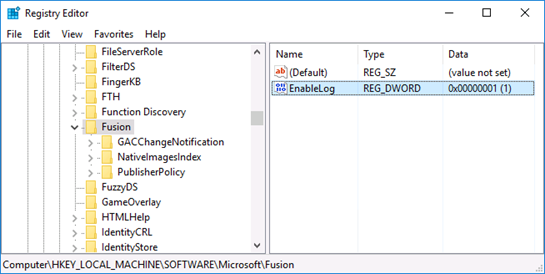 Registry Editor
File Edit View Favorites Help
FileServerRole
FilterDS
FingerKB
FTH
Function Discovery
Fusion
GACChangeNotification
NativeImagesIndex
PublisherPolicy
FuzzyDS
GameOverlay
HTMLHelp
IdentityCRL
IdentityStore
Name Type Data
ab (Default) REG_SZ (value not set)
EnableLog REG_DWORD 0x00000001 (1)
Computer\HKEY_LOCAL_MACHINE\SOFTWARE\Microsoft\Fusion